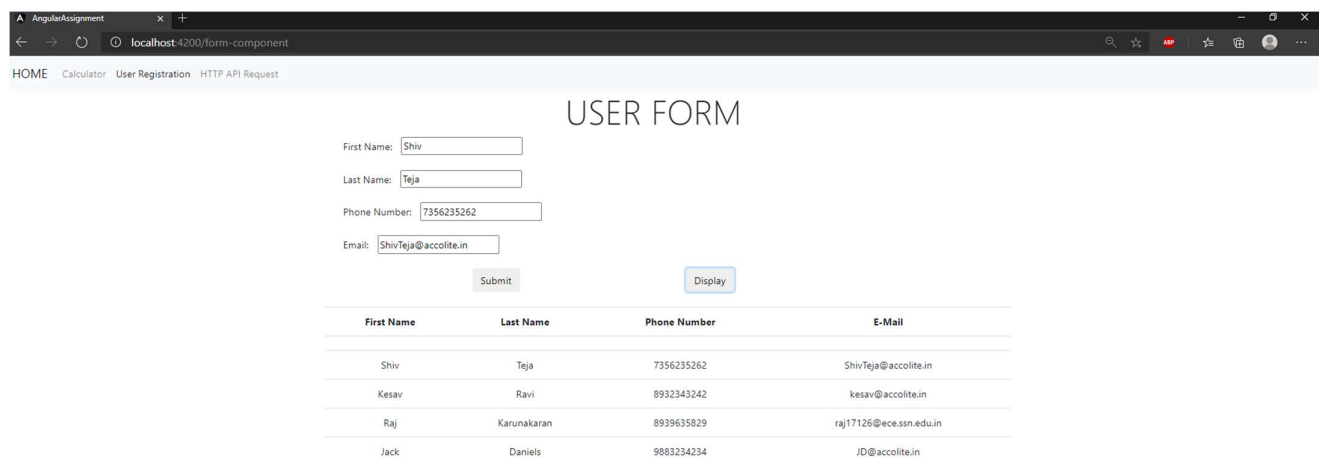 AngularAssignment
localhost:4200/form-component
ABP
HOME Calculator User Registration HTTP API Request
USER FORM
First Name: Shiv
Last Name: Teja
Phone Number: 7356235262
Email: ShivTeja@accolite.in
Submit Display
First Name Last Name Phone Number E-Mail
Shiv Teja 7356235262 ShivTeja@accolite.in
Kesav Ravi 8932343242 kesav@accolite.in
Raj Karunakaran 8939635829 raj17126@ece.ssn.edu.in
Jack Daniels 9883234234 JD@accolite.in